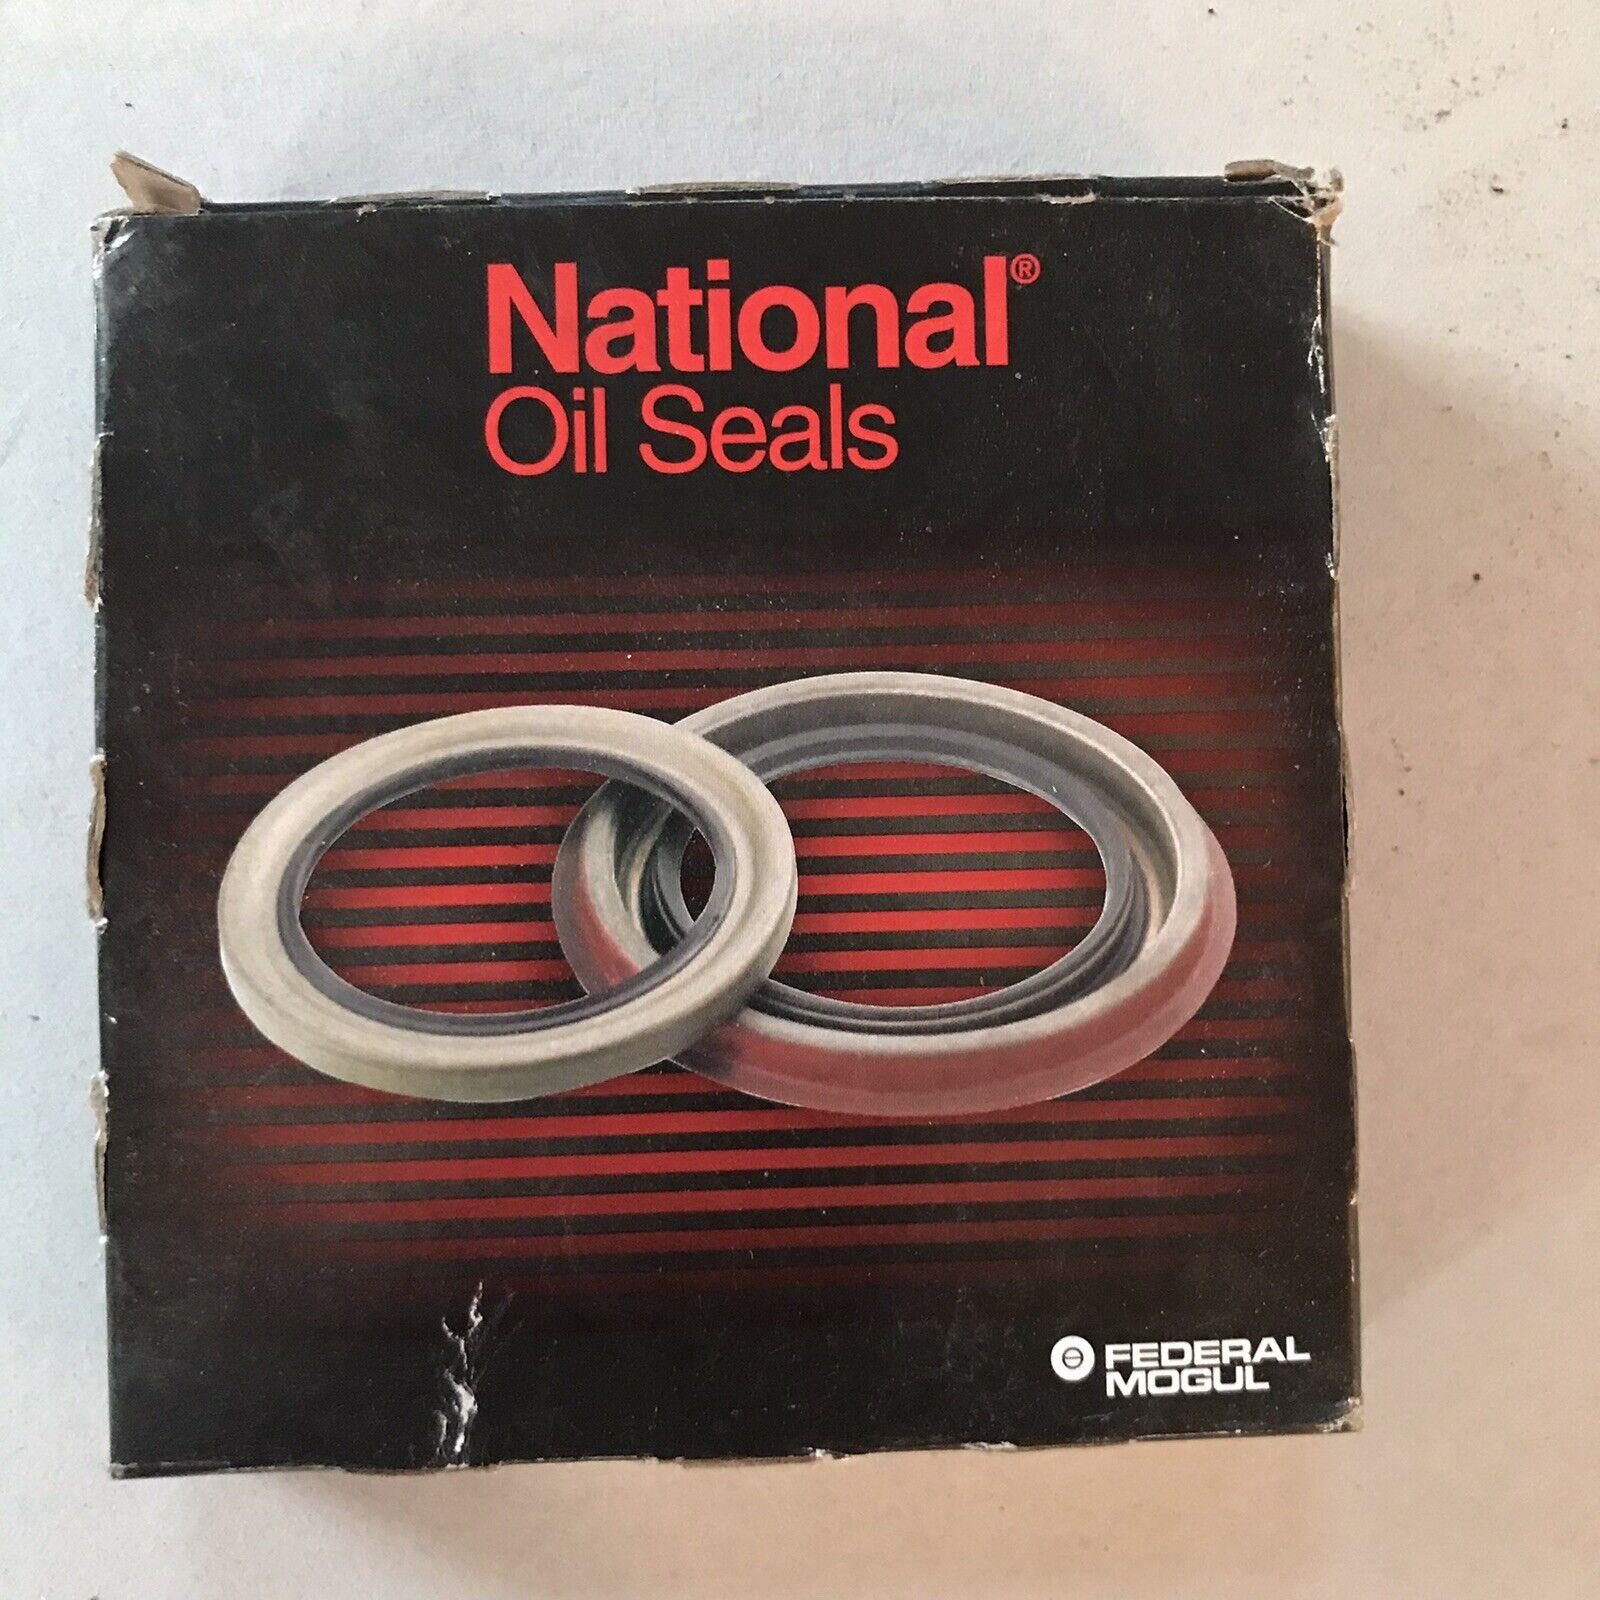 National®
Oil Seals
FEDERAL
MOGUL